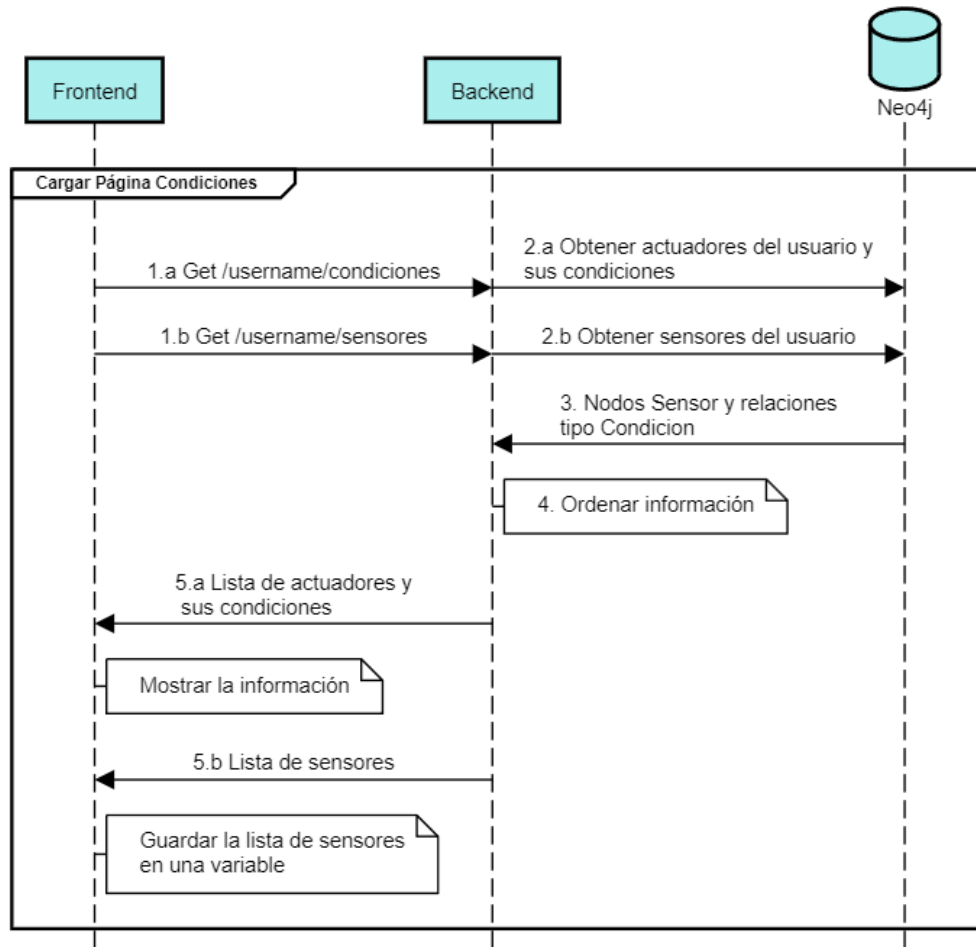 Frontend
Backend
Neo4j
Cargar Página Condiciones
1.a Get /username/condiciones
2.a Obtener actuadores del usuario y
sus condiciones
1.b Get /username/sensores
2.b Obtener sensores del usuario
3. Nodos Sensor y relaciones
tipo Condicion
4. Ordenar información
5.a Lista de actuadores y
sus condiciones
Mostrar la información
5.b Lista de sensores
Guardar la lista de sensores
en una variable